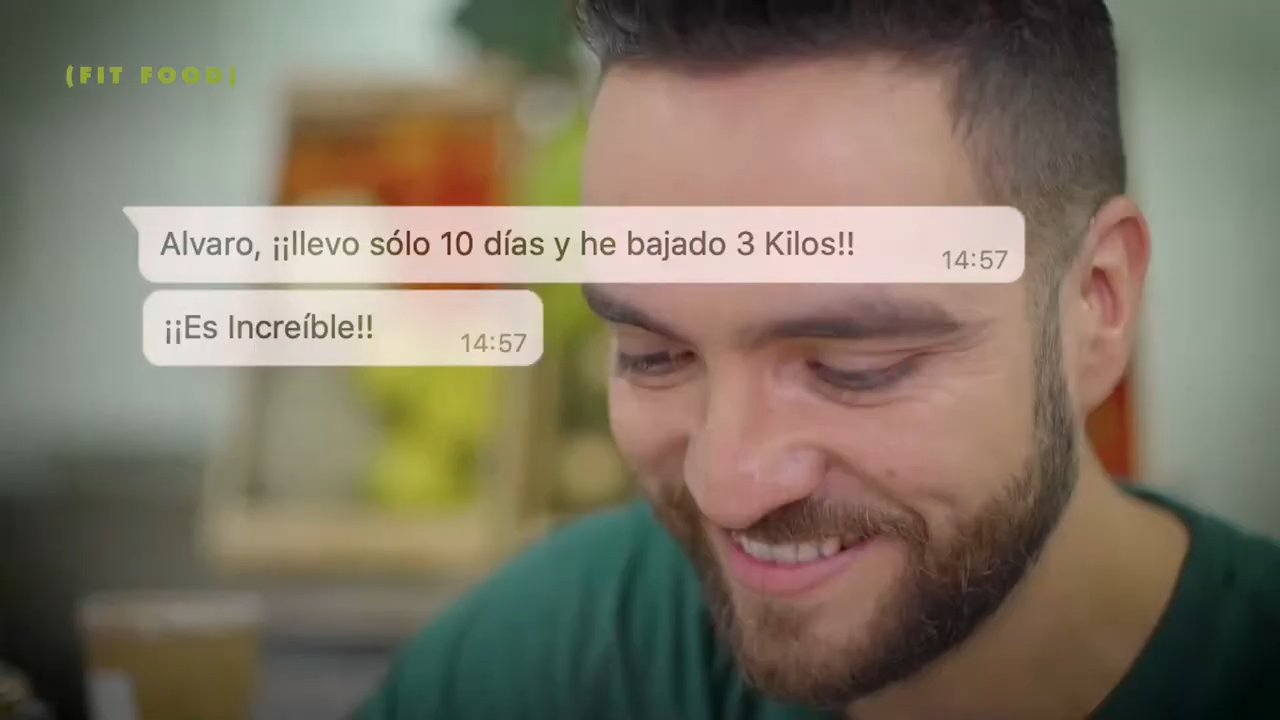 (FIT FOOD)
Alvaro, ¡¡llevo sólo 10 días y he bajado 3 Kilos!!
14:57
¡¡Es Increíble!!
14:57